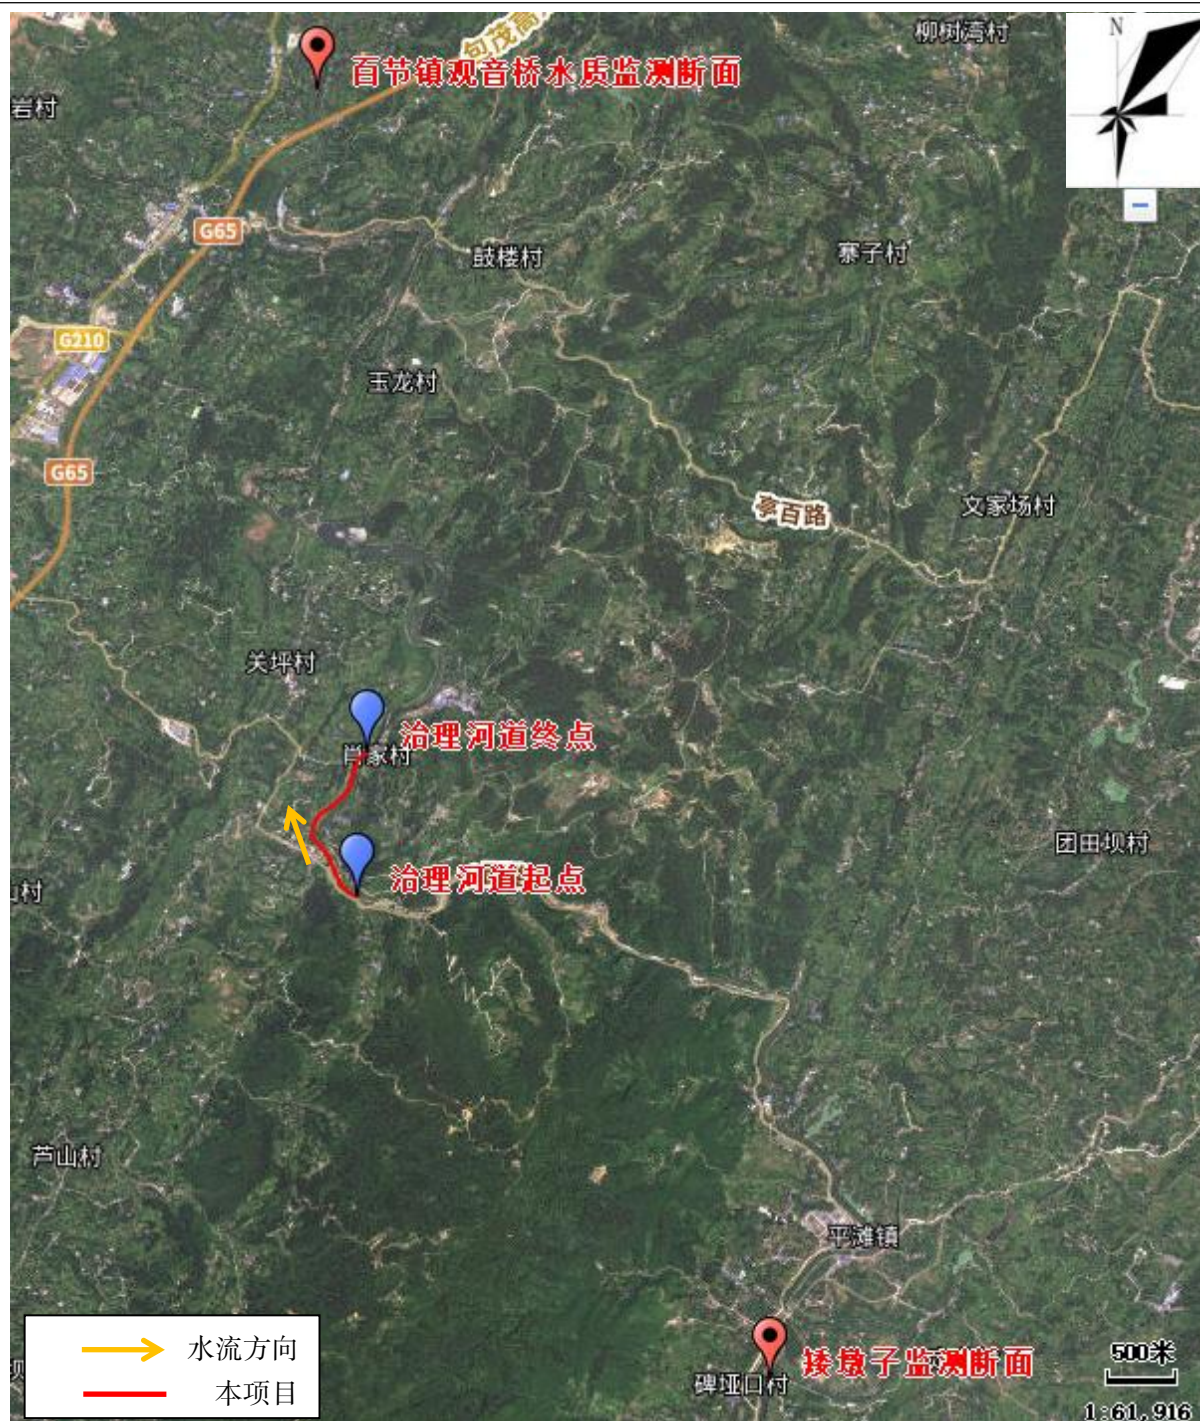 柳树湾村
包茂高
N
百节镇观音桥水质监测断面
岩村
G65
鼓楼村
寨子村
G210
玉龙村
G65
文家场村
亭百路
关坪村
治理河道终点
肖家村
团田坝村
治理河道起点
山村
芦山村
平滩镇
水流方向
矮墩子监测断面
500米
碑垭口村
本项目
1:61,916